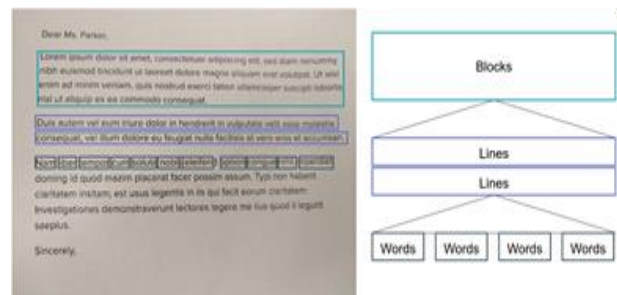 Dear Ms. Parker,
Lorem ipsum dolor sit amet, consectetuer adipiscing elit, sed diam nonummy
nibh euismod tincidunt ut laoreet dolore magna aliquam erat volutpat. Ut wisi
enim ad minim veniam, quis nostrud exerci tation ullamcorper suscipit lobortis
nisl ut aliquip ex ea commodo consequat.
Duis autem vel eum iriure dolor in hendrerit in vulputate velit esse molestie
consequat, vel illum dolore eu feugiat nulla facilisis at vero eros et accumsan.
Nam liber tempor cum soluta nobis eleifend option congue nihil imperdiet
doming id quod mazim placerat facer possim assum. Typi non habent
claritatem insitam; est usus legentis in iis qui facit eorum claritatem.
Investigationes demonstraverunt lectores legere me lius quod ii legunt
saepius.
Sincerely,
Blocks
Lines
Lines
Words Words Words Words